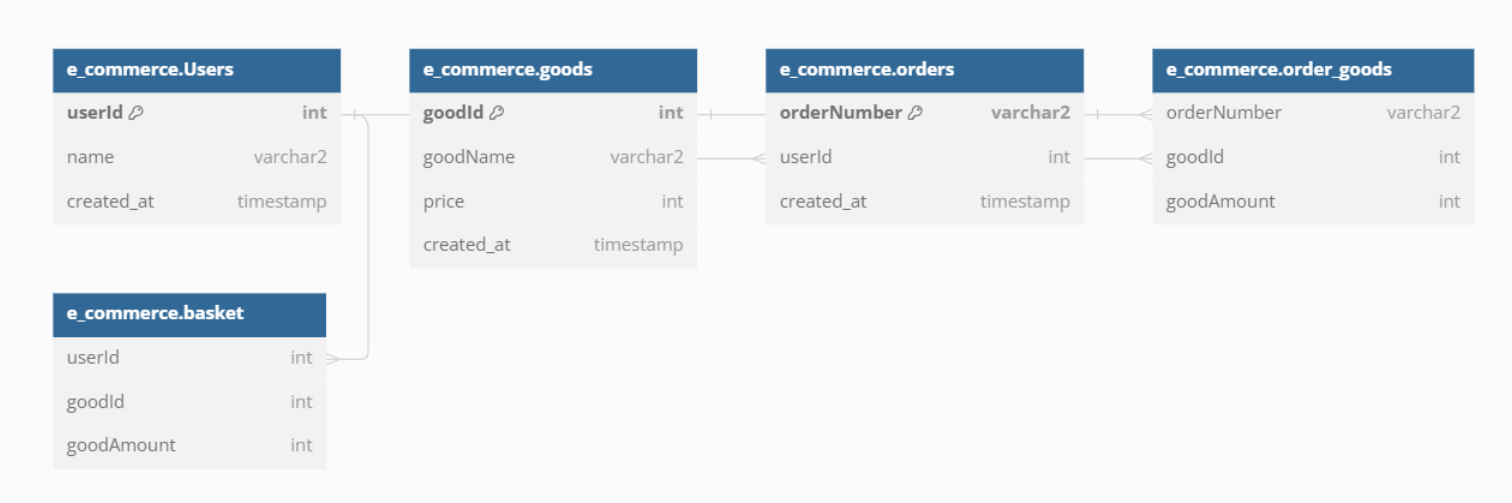 e_commerce.Users
userId int
name varchar2
created_at timestamp
e_commerce.goods
goodId int
goodName varchar2
price int
created_at timestamp
e_commerce.orders
orderNumber varchar2
userId int
created_at timestamp
e_commerce.order_goods
orderNumber varchar2
goodId int
goodAmount int
e_commerce.basket
userId int
goodId int
goodAmount int